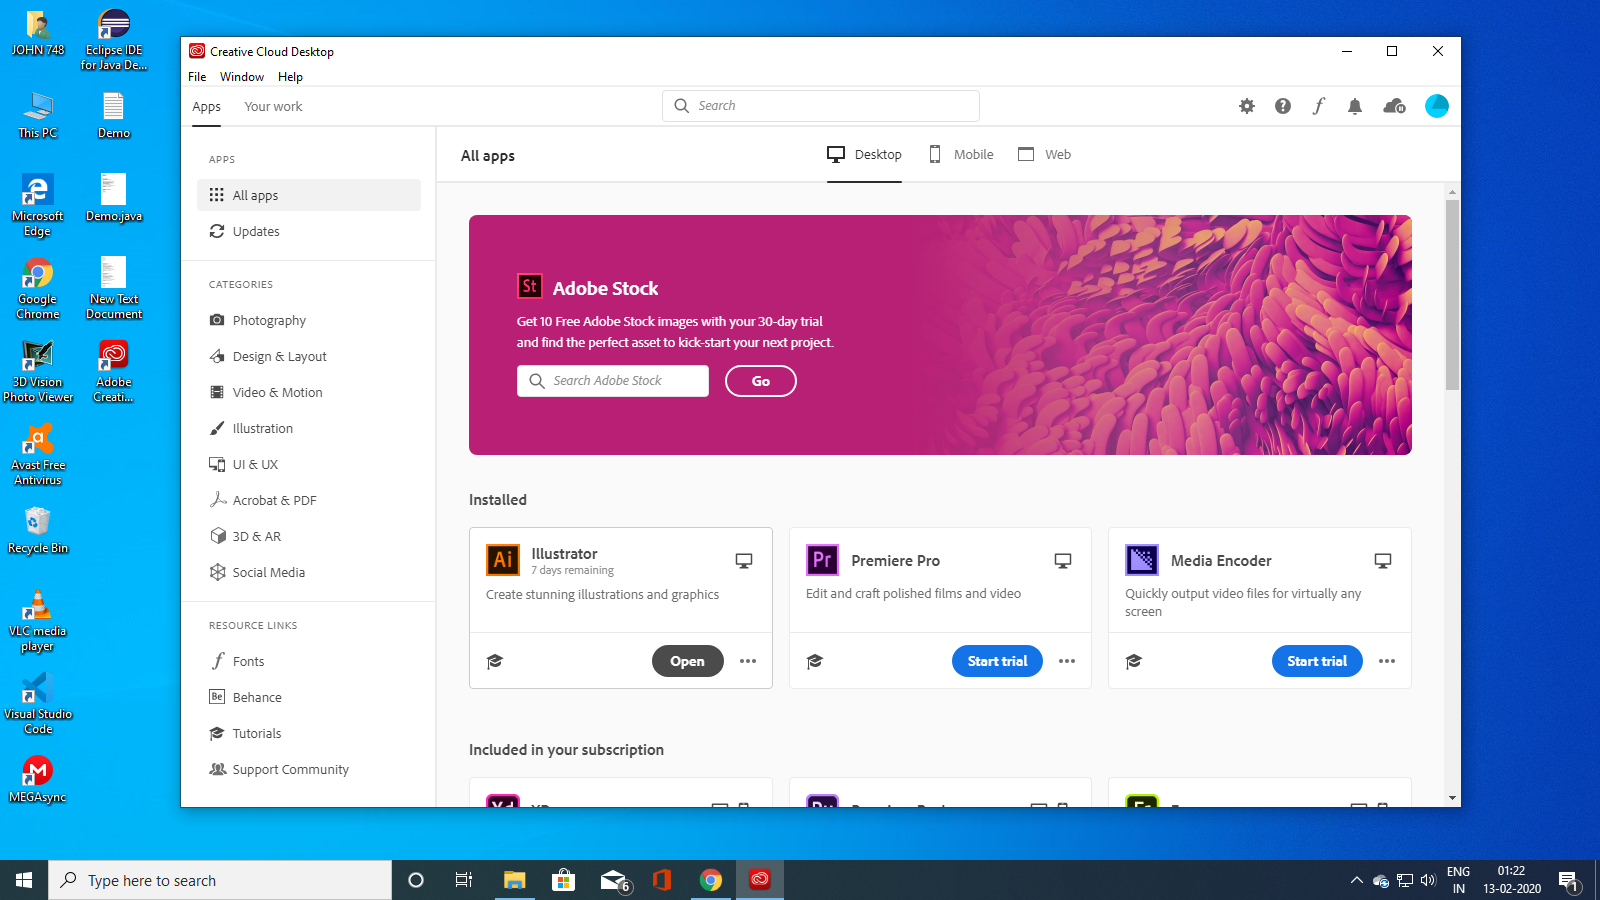 JOHN 748
Eclipse IDE
for Java De...
This PC
Demo
Microsoft
Edge
Demo.java
Google
Chrome
New Text
Document
3D Vision
Photo Viewer
Adobe
Creati...
Avast Free
Antivirus
Recycle Bin
VLC media
player
Visual Studio
Code
MEGAsync
Creative Cloud Desktop
File Window Help
Apps Your work
Search
APPS
All apps
Updates
CATEGORIES
Photography
Design & Layout
Video & Motion
Illustration
UI & UX
Acrobat & PDF
3D & AR
Social Media
RESOURCE LINKS
Fonts
Be Behance
Tutorials
Support Community
All apps
Desktop Mobile Web
St Adobe Stock
Get 10 Free Adobe Stock images with your 30-day trial
and find the perfect asset to kick-start your next project.
Search Adobe Stock
Go
Installed
Ai Illustrator
7 days remaining
Create stunning illustrations and graphics
Open
Pr Premiere Pro
Edit and craft polished films and video
Start trial
Media Encoder
Quickly output video files for virtually any
screen
Start trial
Included in your subscription
Type here to search
6
ENG
IN
01:22
13-02-2020
1